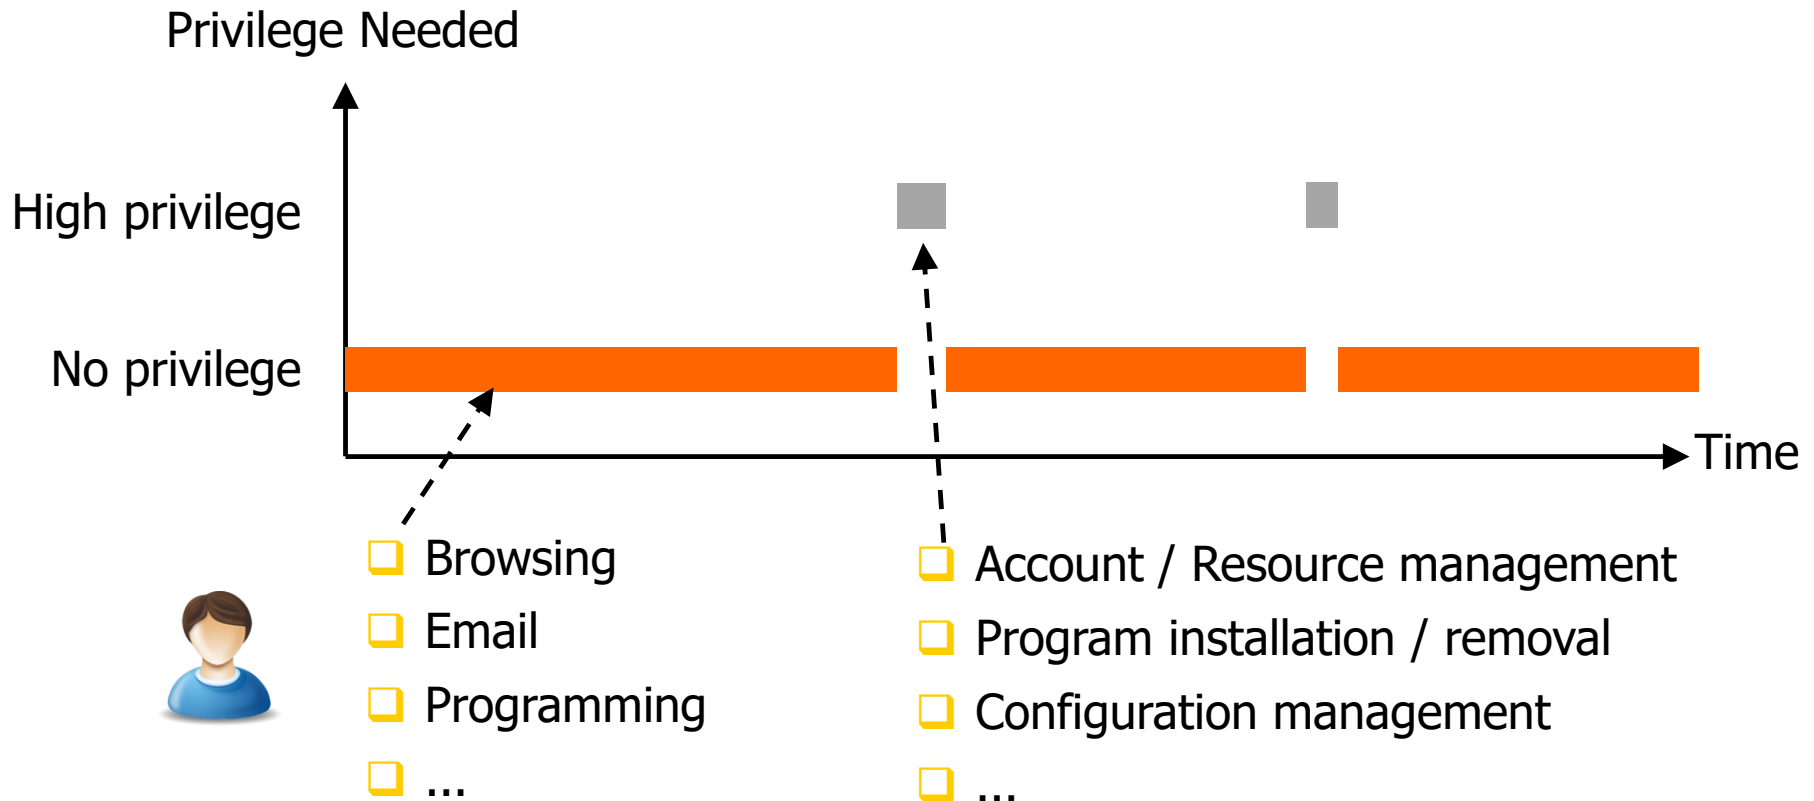 Privilege Needed
High privilege
No privilege
Time
Browsing
Email
Programming
...
Account / Resource management
Program installation / removal
Configuration management
...